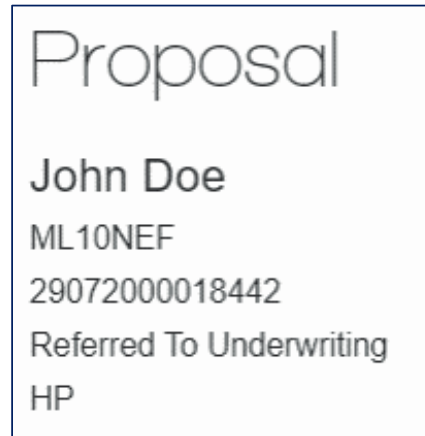 Proposal
John Doe
ML10NEF
29072000018442
Referred To Underwriting
HP